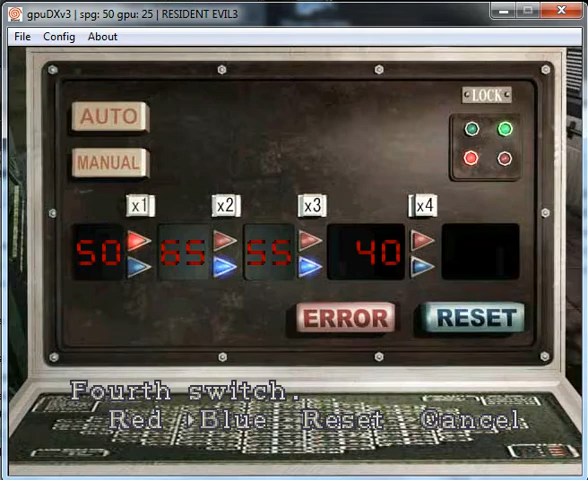 gpuDXv3 | spg: 50 gpu: 25 | RESIDENT EVIL3
File Config About
LOCK
AUTO
MANUAL
x1 x2 x3 x4
50 65 55 40
ERROR RESET
Fourth switch.
Red Blue Reset Cancel